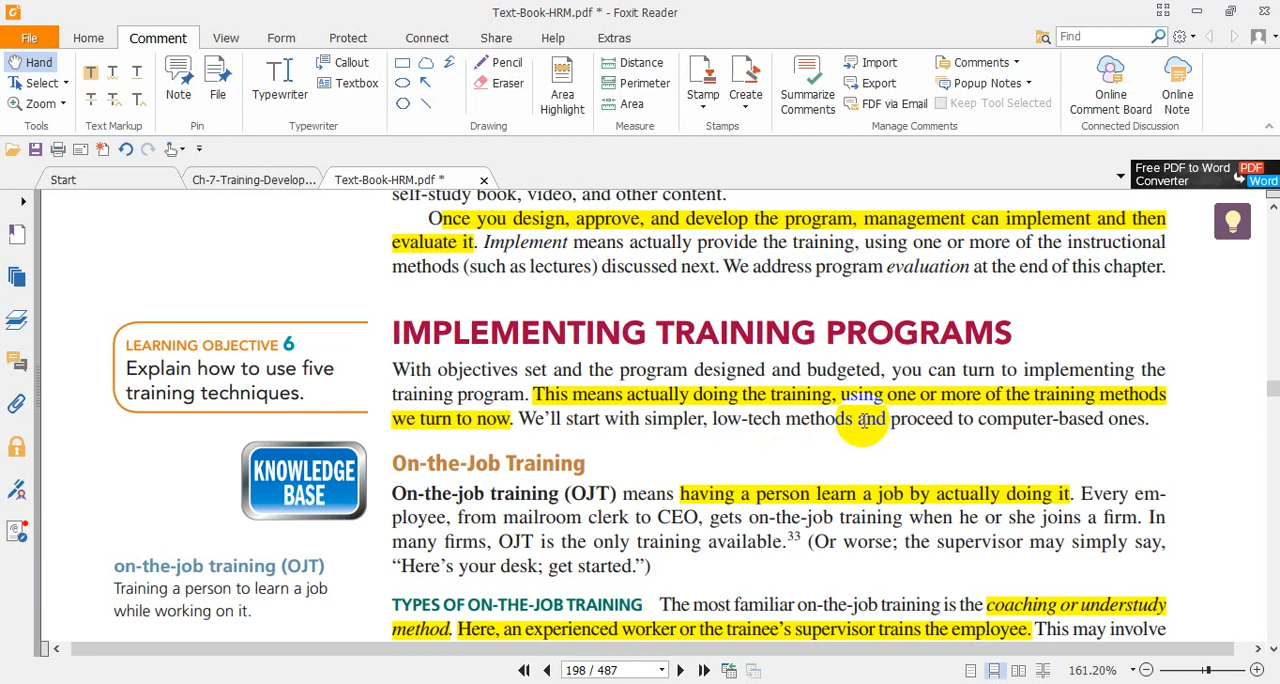 Text-Book-HRM.pdf * - Foxit Reader
File Home Comment View Form Protect Connect Share Help Extras Find
Hand
Select
Zoom
Tools
Text Markup
Note
File
Pin
Typewriter
Callout
Textbox
Typewriter
Pencil
Eraser
Area
Highlight
Drawing
Distance
Perimeter
Area
Measure
Stamp
Create
Stamps
Summarize
Comments
Import
Export
FDF via Email
Comments
Popup Notes
Keep Tool Selected
Manage Comments
Online
Comment Board
Online
Note
Connected Discussion
Start
Ch-7-Training-Develop...
Text-Book-HRM.pdf *
Free PDF to Word
Converter
PDF
Word
self-study book, video, and other content.
Once you design, approve, and develop the program, management can implement and then
evaluate it. Implement means actually provide the training, using one or more of the instructional
methods (such as lectures) discussed next. We address program evaluation at the end of this chapter.
LEARNING OBJECTIVE 6
Explain how to use five
training techniques.
IMPLEMENTING TRAINING PROGRAMS
With objectives set and the program designed and budgeted, you can turn to implementing the
training program. This means actually doing the training, using one or more of the training methods
we turn to now. We'll start with simpler, low-tech methods and proceed to computer-based ones.
KNOWLEDGE
BASE
On-the-Job Training
On-the-job training (OJT) means having a person learn a job by actually doing it. Every em-
ployee, from mailroom clerk to CEO, gets on-the-job training when he or she joins a firm. In
many firms, OJT is the only training available.33 (Or worse; the supervisor may simply say,
“Here's your desk; get started.”)
on-the-job training (OJT)
Training a person to learn a job
while working on it.
TYPES OF ON-THE-JOB TRAINING The most familiar on-the-job training is the coaching or understudy
method. Here, an experienced worker or the trainee's supervisor trains the employee. This may involve
198 / 487
161.20%